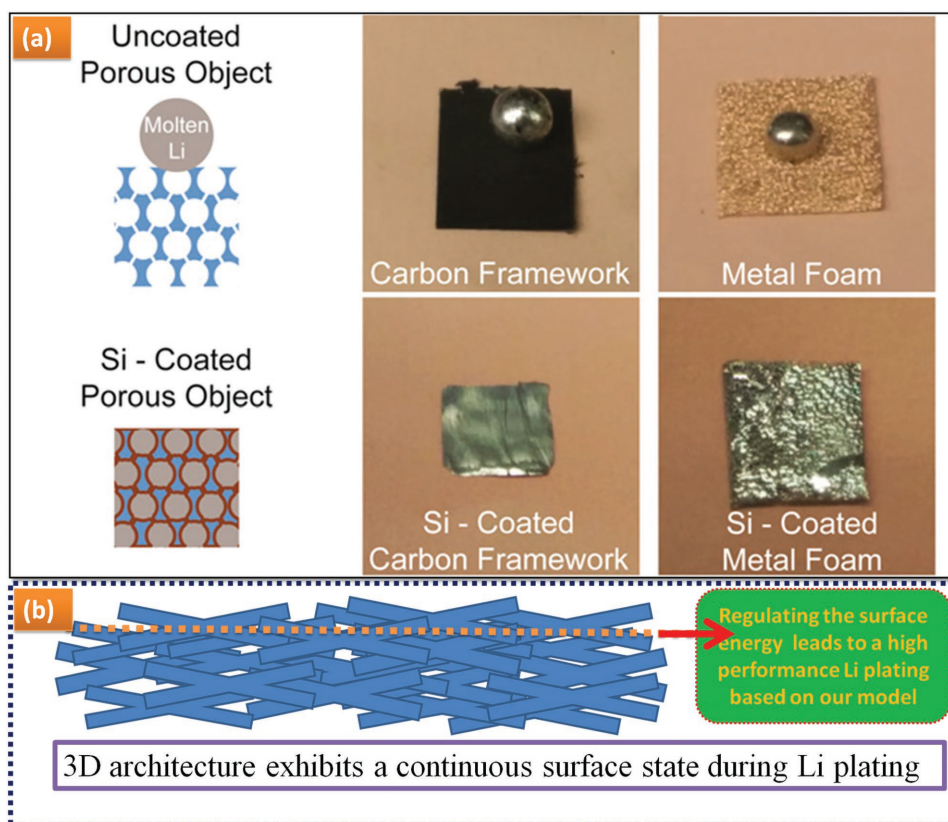 (a)
Uncoated
Porous Object
Molten
Li
Carbon Framework
Metal Foam
Si - Coated
Porous Object
Si - Coated
Carbon Framework
Si - Coated
Metal Foam
(b)
Regulating the surface
energy leads to a high
performance Li plating
based on our model
3D architecture exhibits a continuous surface state during Li plating